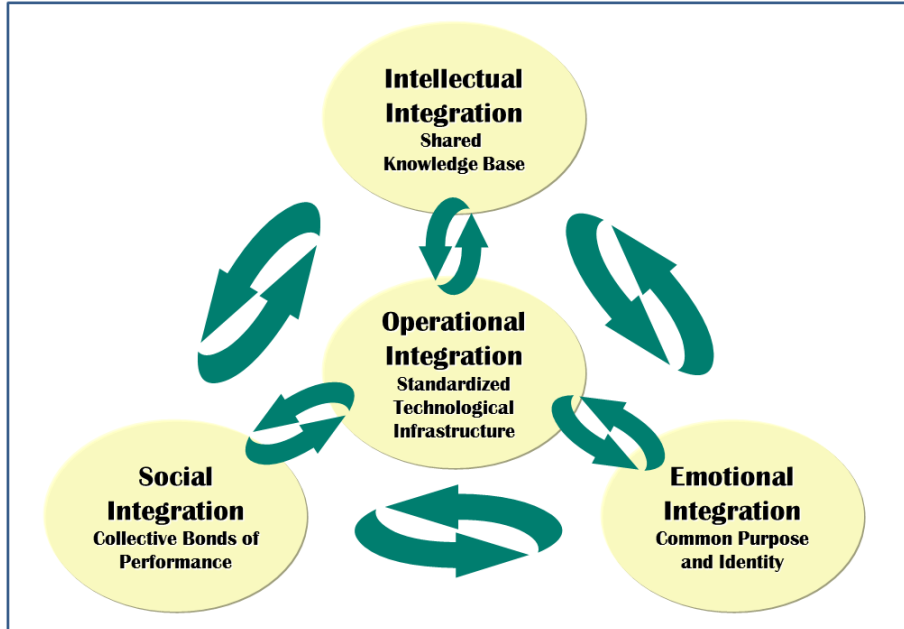 Intellectual
Integration
Shared
Knowledge Base
Operational
Integration
Standardized
Technological
Infrastructure
Social
Integration
Collective Bonds of
Performance
Emotional
Integration
Common Purpose
and Identity